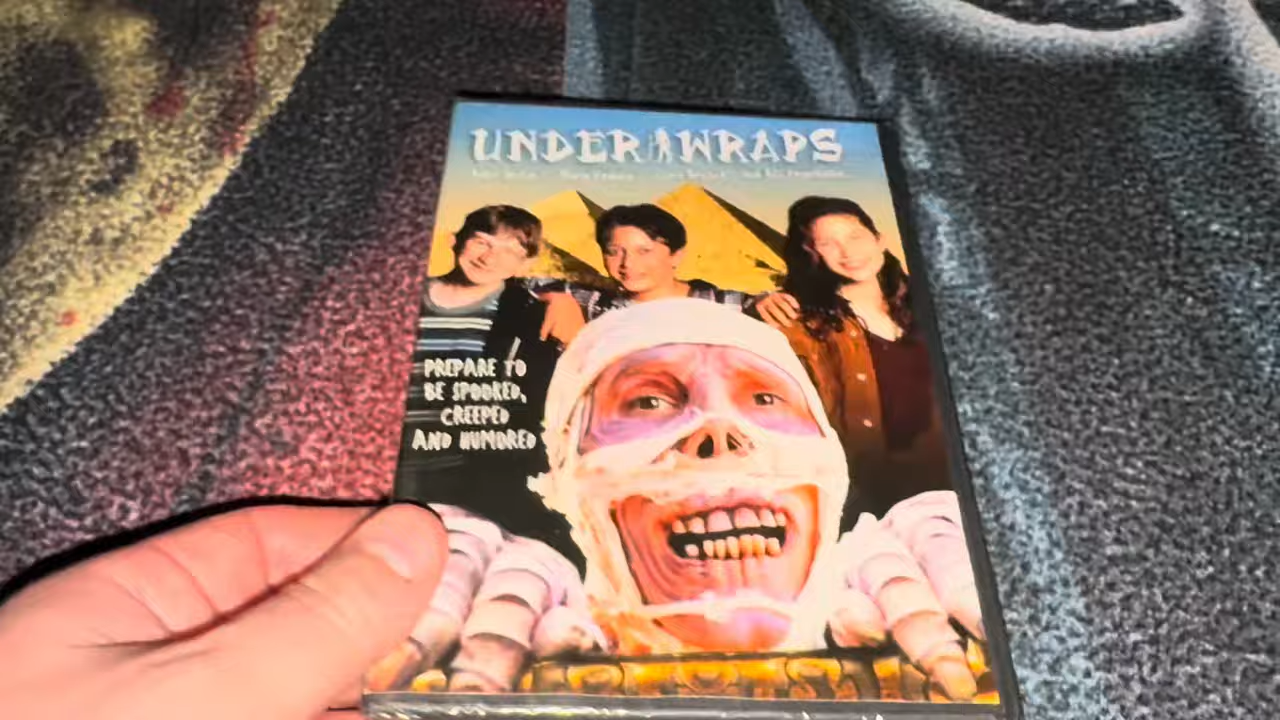 UNDER WRAPS
PREPARE TO
BE SPOOKED,
CREEPED
AND HUMORED